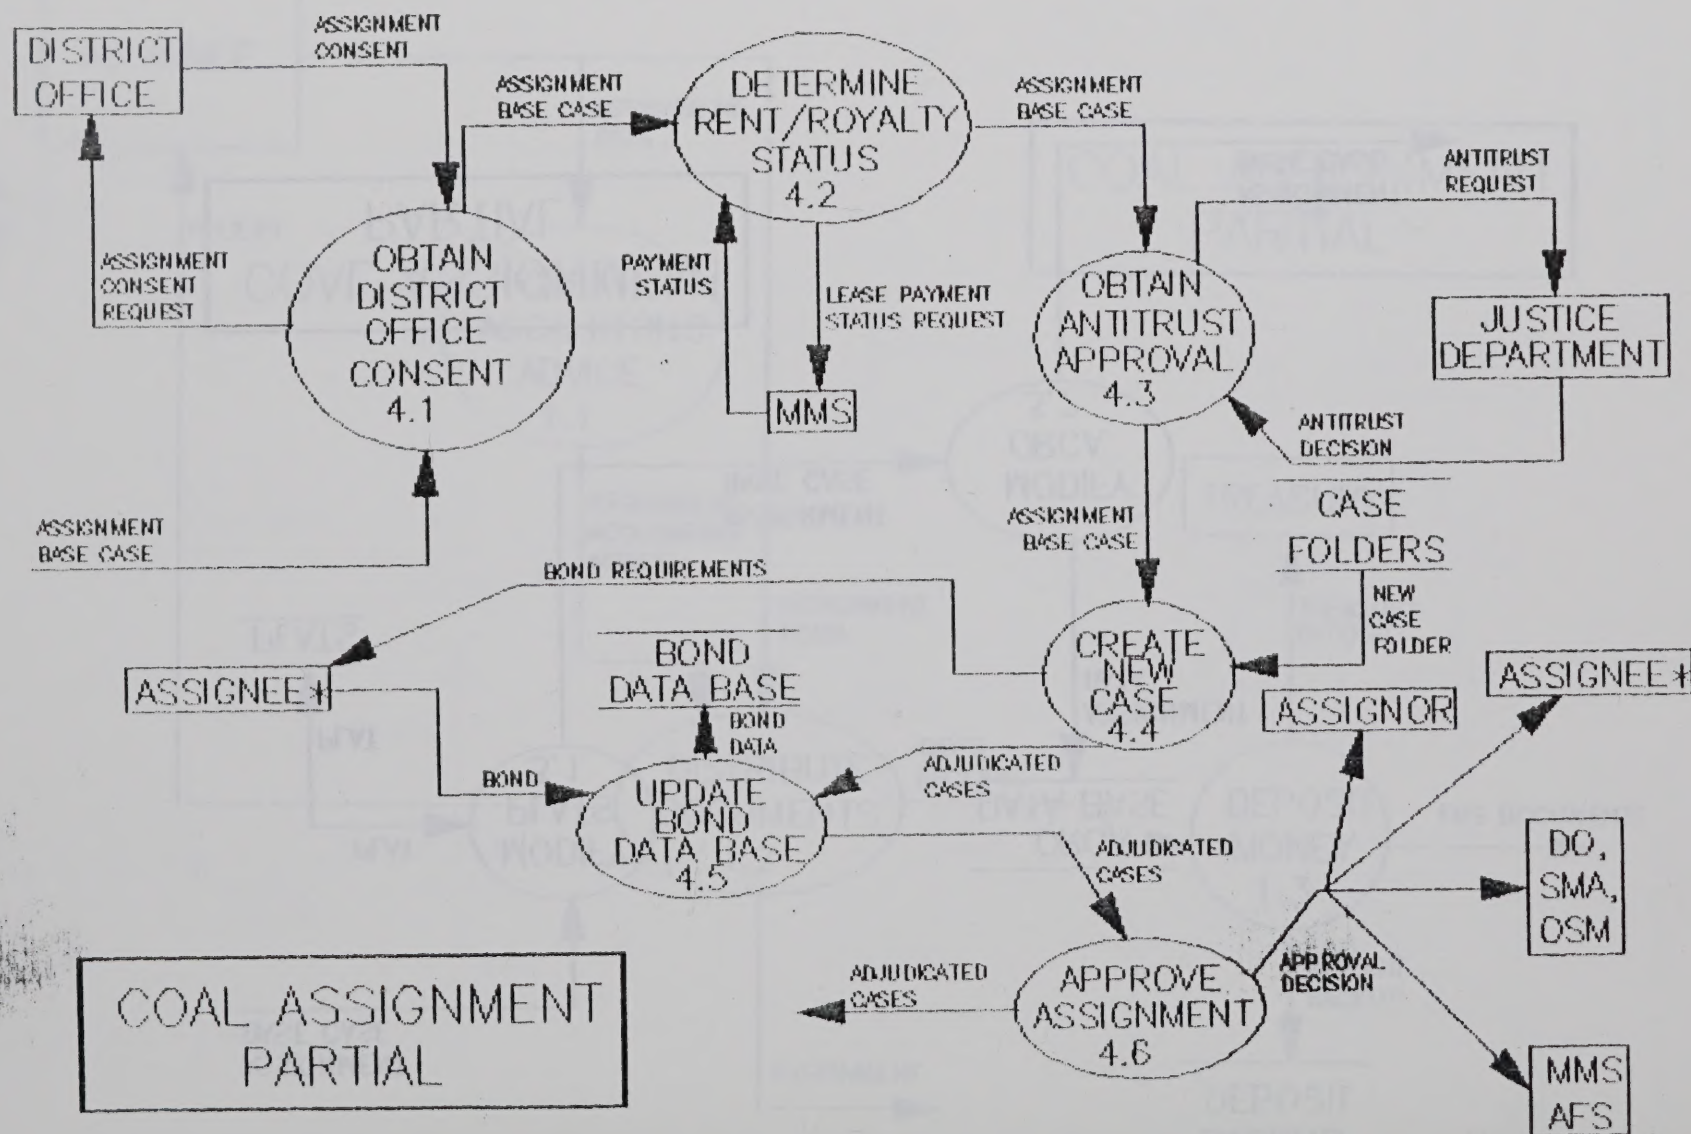 DISTRICT
OFFICE
ASSIGNMENT
CONSENT
ASSIGNMENT
BASE CASE
DETERMINE
RENT/ROYALTY
STATUS
4.2
ASSIGNMENT
BASE CASE
ANTITRUST
REQUEST
ASSIGNMENT
CONSENT
REQUEST
OBTAIN
DISTRICT
OFFICE
CONSENT
4.1
PAYMENT
STATUS
LEASE PAYMENT
STATUS REQUEST
MMS
OBTAIN
ANTITRUST
APPROVAL
4.3
JUSTICE
DEPARTMENT
ANTITRUST
DECISION
ASSIGNMENT
BASE CASE
ASSIGNMENT
BASE CASE
CASE
FOLDERS
NEW
CASE
FOLDER
BOND REQUIREMENTS
ASSIGNEE*
BOND
DATA BASE
BOND
DATA
CREATE
NEW
CASE
4.4
ASSIGNOR
ASSIGNEE*
BOND
UPDATE
BOND
DATA BASE
4.5
ADJUDICATED
CASES
ADJUDICATED
CASES
DO,
SMA,
OSM
COAL ASSIGNMENT
PARTIAL
ADJUDICATED
CASES
APPROVE
ASSIGNMENT
4.6
APPROVAL
DECISION
MMS
AFS